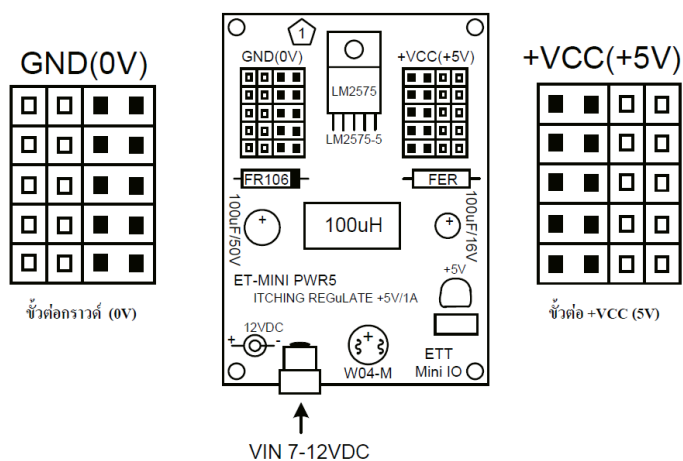 GND(0V)
ขั้วต่อกราวด์ (0V)
1
GND(0V)
+VCC(+5V)
LM2575
LM2575-5
FR106
FER
100uF/50V
100uH
100uF/16V
ET-MINI PWR5
ITCHING REGuLATE +5V/1A
+5V
12VDC
+ -
+
W04-M
ETT
Mini IO
VIN 7-12VDC
+VCC(+5V)
ขั้วต่อ +VCC (5V)